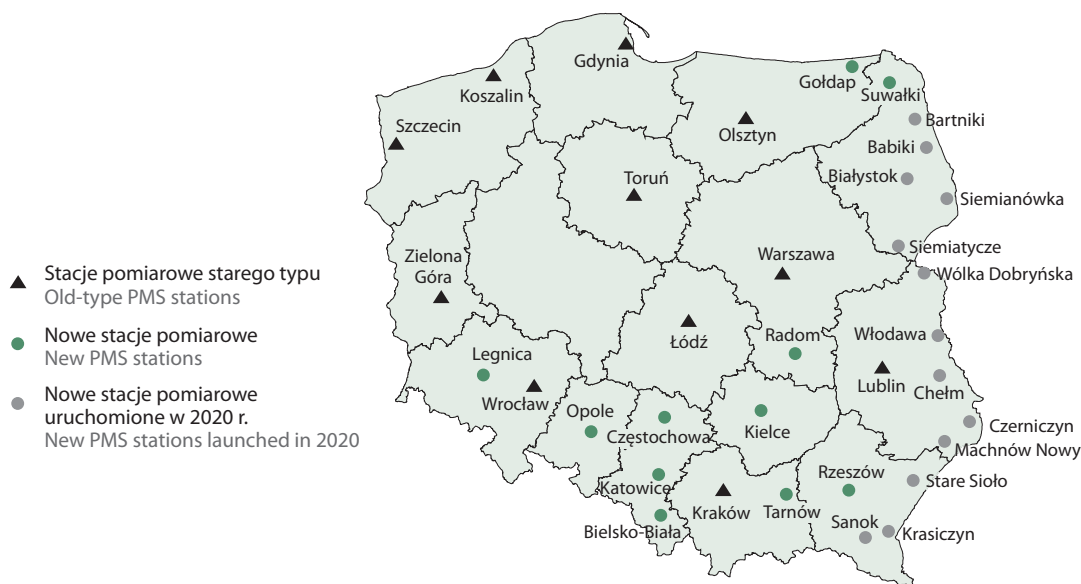 Gdynia
Koszalin
Gołdap
Suwałki
Szczecin
Olsztyn
Bartniki
Babiki
Toruń
Białystok
Siemianówka
Zielona
Góra
Warszawa
Siemiatycze
Wólka Dobryńska
Stacje pomiarowe starego typu
Old-type PMS stations
Nowe stacje pomiarowe
New PMS stations
Nowe stacje pomiarowe
uruchomione w 2020 r.
New PMS stations launched in 2020
Łódź
Radom
Włodawa
Legnica
Lublin
Chełm
Wrocław
Opole
Częstochowa
Kielce
Czerniczyn
Machnów Nowy
Rzeszów
Stare Sioło
Katowice
Kraków
Tarnów
Bielsko-Biała
Sanok
Krasiczyn